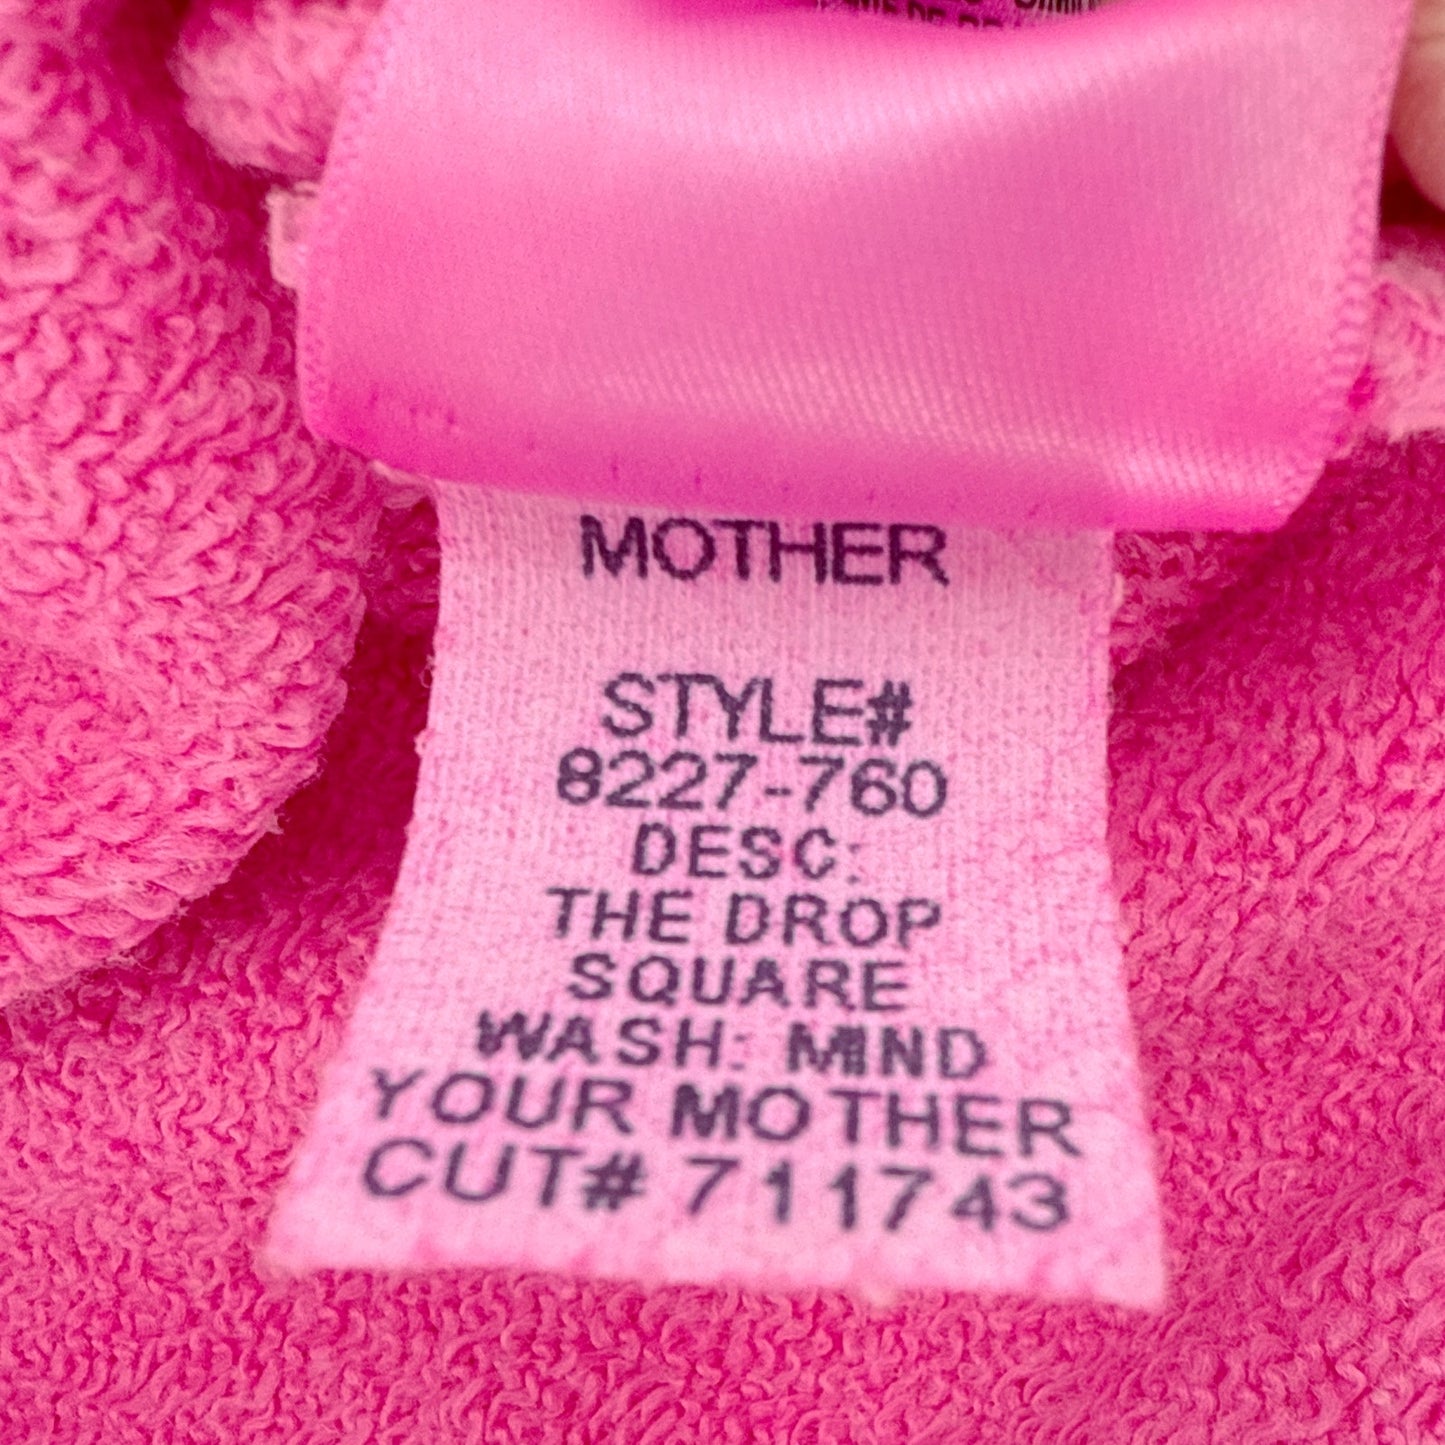 MOTHER
STYLE#
8227-760
DESC:
THE DROP
SQUARE
WASH: MIND
YOUR MOTHER
CUT# 711743